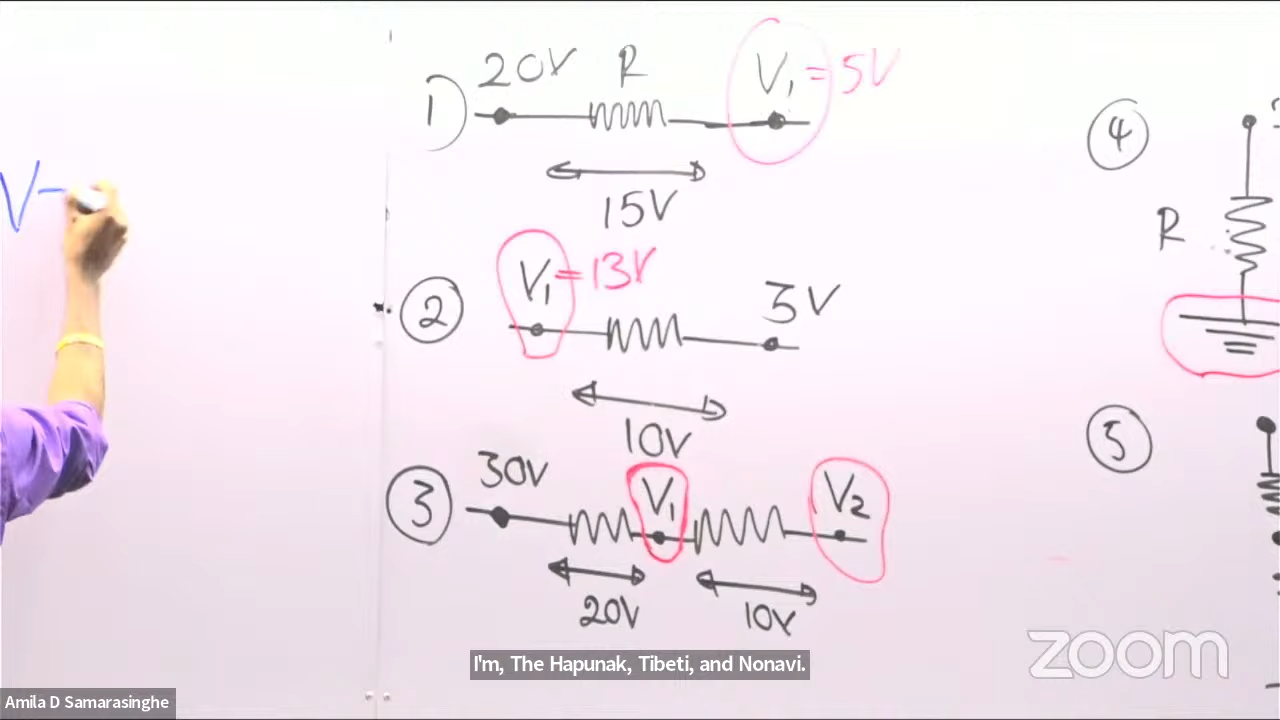 V-
1)
20V R V₁ = 5V
15V
②
V₁ = 13V 3V
10V
③
30V V₁ V₂
20V 10V
④
R
⑤
I'm, The Hapunak, Tibeti, and Nonavi.
zoom
Amila D Samarasinghe